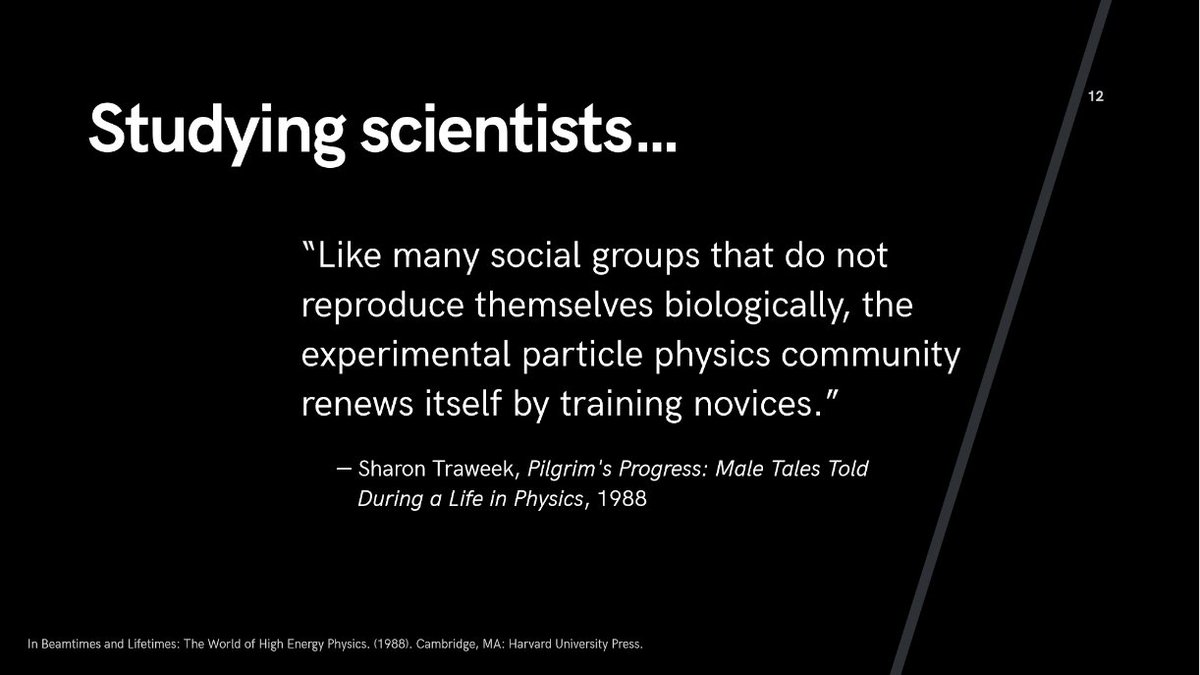 12
Studying scientists...
“Like many social groups that do not
reproduce themselves biologically, the
experimental particle physics community
renews itself by training novices.”
— Sharon Traweek, Pilgrim's Progress: Male Tales Told
During a Life in Physics, 1988
In Beamtimes and Lifetimes: The World of High Energy Physics. (1988). Cambridge, MA: Harvard University Press.